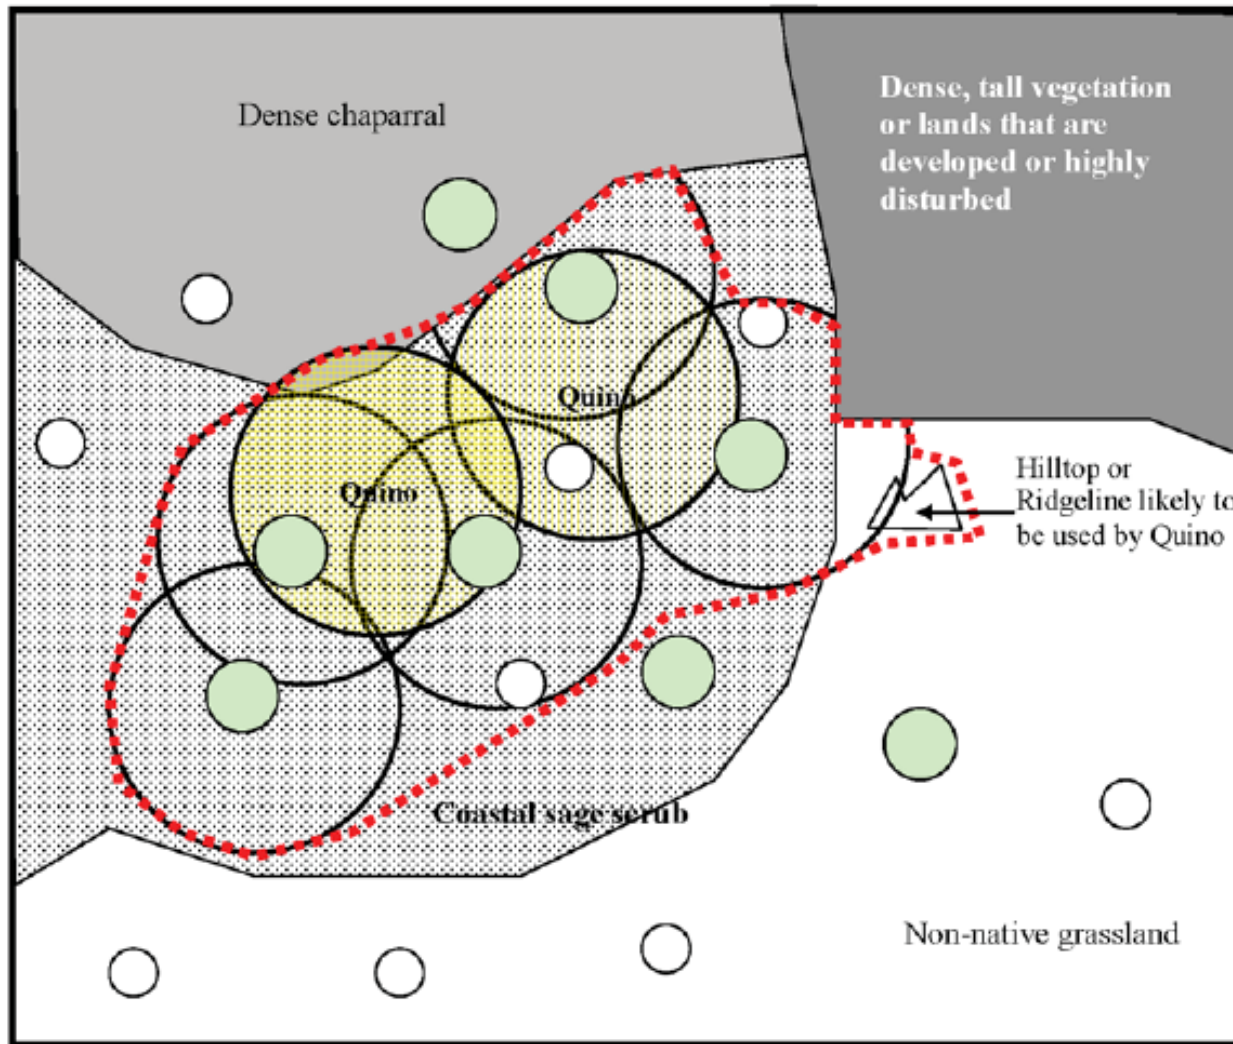 Dense chaparral
Dense, tall vegetation
or lands that are
developed or highly
disturbed
Quino
Quino
Hilltop or
Ridgeline likely to
be used by Quino
Coastal sage scrub
Non-native grassland